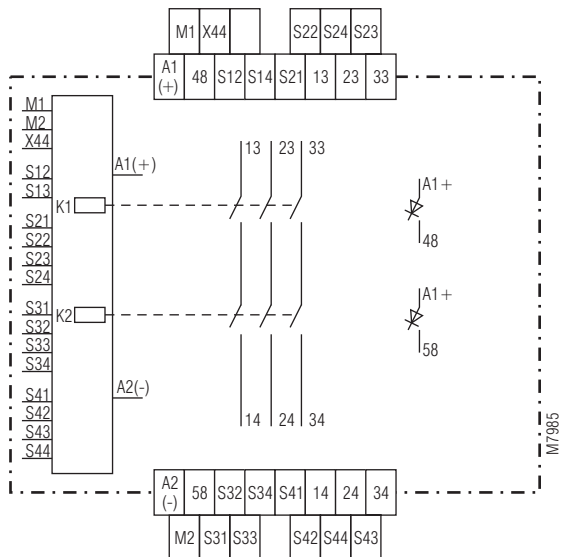 M1 X44 S22 S24 S23
A1 (+) 48 S12 S14 S21 13 23 33
M1
M2
X44
S12
S13
S21
S22
S23
S24
S31
S32
S33
S34
S41
S42
S43
S44
K1
K2
A1(+)
A2(-)
13 23 33
14 24 34
A1+
48
A1+
58
M7985
A2 (-) 58 S32 S34 S41 14 24 34
M2 S31 S33 S42 S44 S43